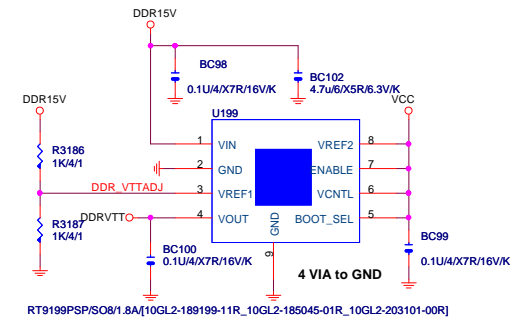 DDR15V
BC98
0.1U/4/X7R/16V/K
BC102
4.7u/6/X5R/6.3V/K
DDR15V
VCC
U199
R3186
1K/4/1
1 VIN VREF2 8
2 GND ENABLE 7
DDR_VTTADJ 3 VREF1 VCNTL 6
DDRVTT 4 VOUT BOOT_SEL 5
R3187
1K/4/1
GND
9
BC100
0.1U/4/X7R/16V/K
BC99
0.1U/4/X7R/16V/K
4 VIA to GND
RT9199PSP/SO8/1.8A/[10GL2-189199-11R_10GL2-185045-01R_10GL2-203101-00R]